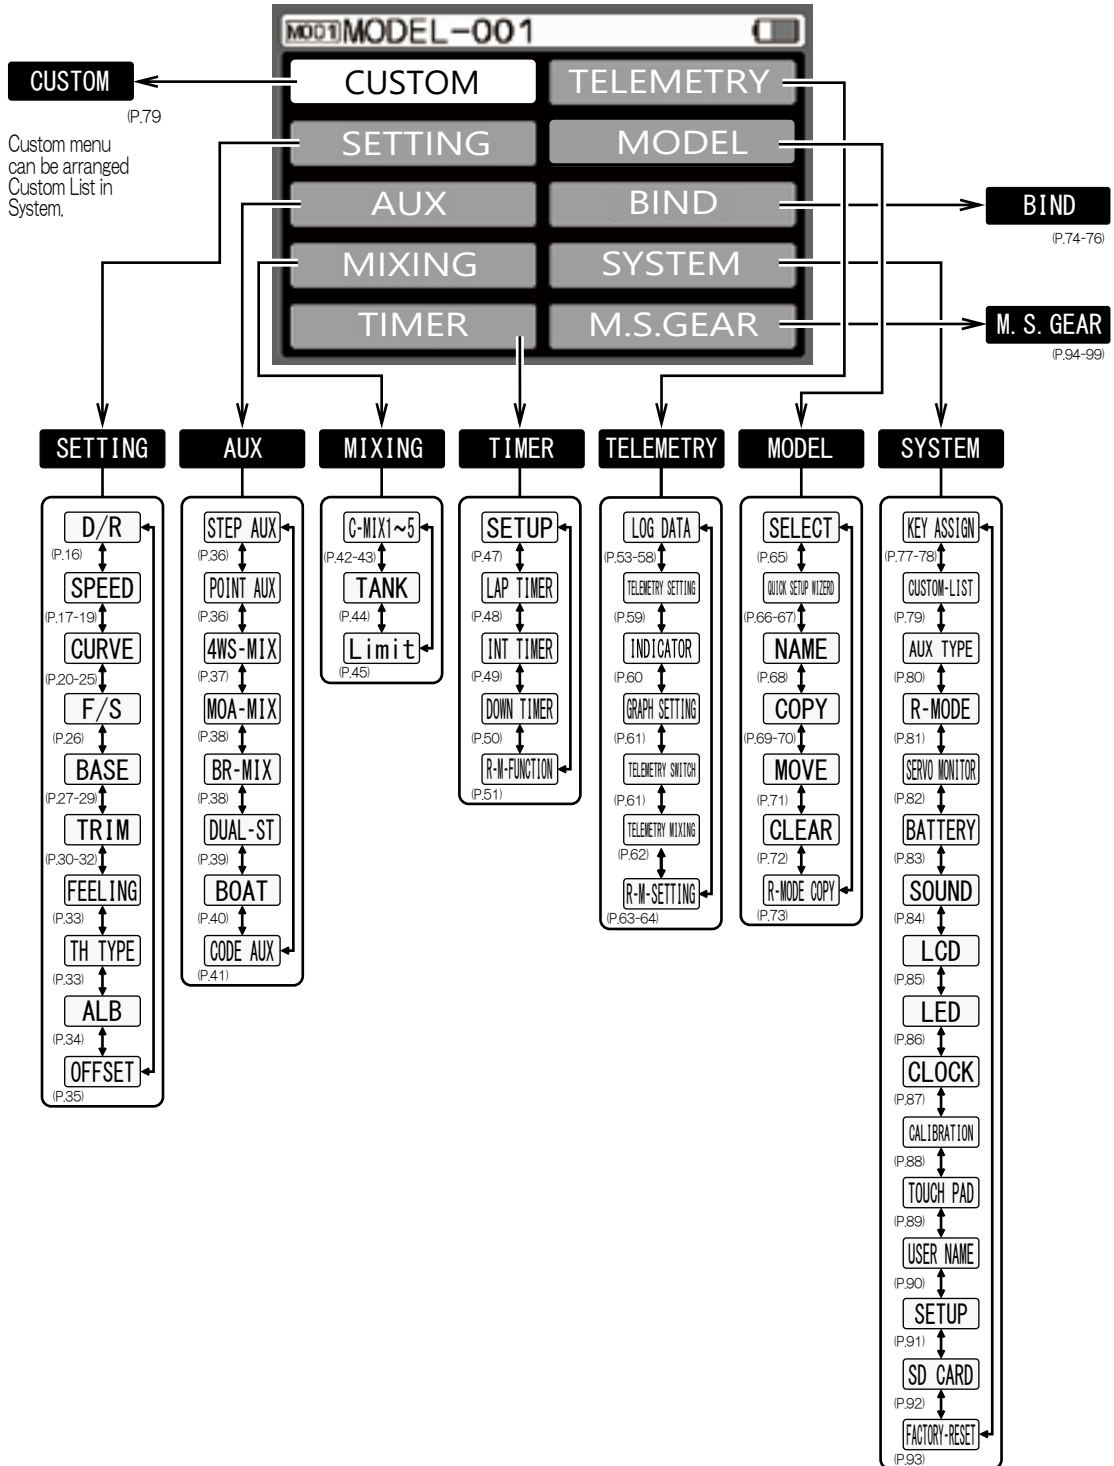 M001 MODEL-001
CUSTOM
TELEMETRY
SETTING
MODEL
AUX
BIND
MIXING
SYSTEM
TIMER
M.S.GEAR
CUSTOM
(P.79
Custom menu
can be arranged
Custom List in
System,
BIND
(P.74-76)
M.S.GEAR
(P.94-99)
SETTING
D/R
(P.16)
SPEED
(P.17-19)
CURVE
(P.20-25)
F/S
(P.26)
BASE
(P.27-29)
TRIM
(P.30-32)
FEELING
(P.33)
TH TYPE
(P.33)
ALB
(P.34)
OFFSET
(P.35)
AUX
STEP AUX
(P.36)
POINT AUX
(P.36)
4WS-MIX
(P.37)
MOA-MIX
(P.38)
BR-MIX
(P.38)
DUAL-ST
(P.39)
BOAT
(P.40)
CODE AUX
(P.41)
MIXING
C-MIX1~5
(P.42-43)
TANK
(P.44)
Limit
(P.45)
TIMER
SETUP
(P.47)
LAP TIMER
(P.48)
INT TIMER
(P.49)
DOWN TIMER
(P.50)
R-M-FUNCTION
(P.51)
TELEMETRY
LOG DATA
(P.53-58)
TELEMETRY SETTING
(P.59)
INDICATOR
(P.60
GRAPH SETTING
(P.61)
TELEMETRY SWITCH
(P.61)
TELEMETRY MIXING
(P.62)
R-M-SETTING
(P.63-64)
MODEL
SELECT
(P.65)
QUICK SETUP WIZERD
(P.66-67)
NAME
(P.68)
COPY
(P.69-70)
MOVE
(P.71)
CLEAR
(P.72)
R-MODE COPY
(P.73)
SYSTEM
KEY ASSIGN
(P.77-78)
CUSTOM-LIST
(P.79)
AUX TYPE
(P.80)
R-MODE
(P.81)
SERVO MONITOR
(P.82)
BATTERY
(P.83)
SOUND
(P.84)
LCD
(P.85)
LED
(P.86)
CLOCK
(P.87)
CALIBRATION
(P.88)
TOUCH PAD
(P.89)
USER NAME
(P.90)
SETUP
(P.91)
SD CARD
(P.92)
FACTORY-RESET
(P.93)